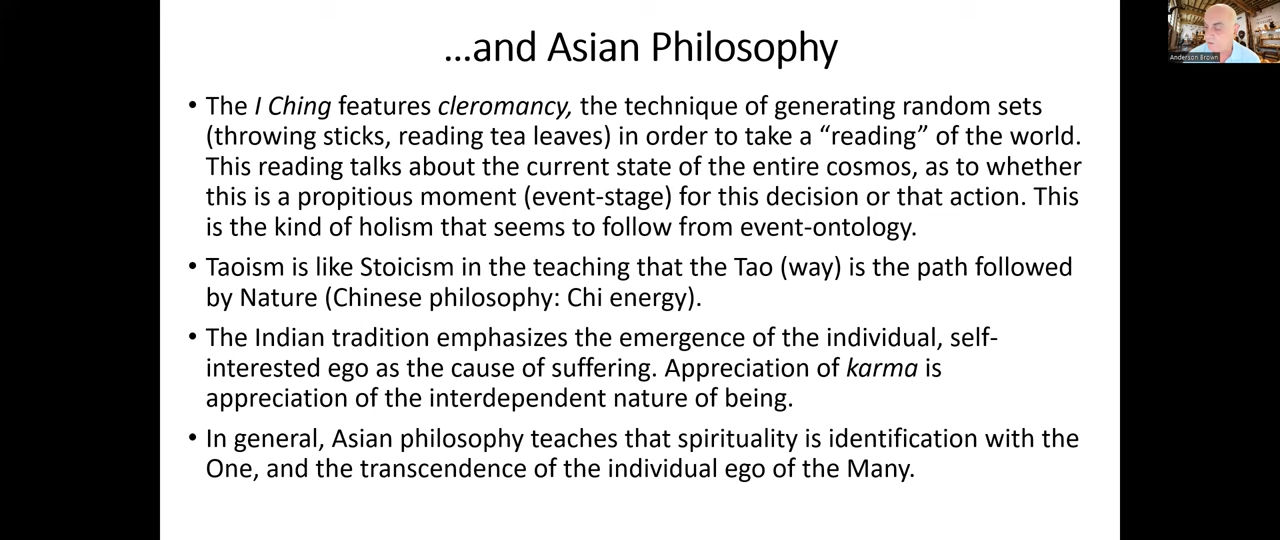 ...and Asian Philosophy
• The I Ching features cleromancy, the technique of generating random sets
(throwing sticks, reading tea leaves) in order to take a “reading” of the world.
This reading talks about the current state of the entire cosmos, as to whether
this is a propitious moment (event-stage) for this decision or that action. This
is the kind of holism that seems to follow from event-ontology.
• Taoism is like Stoicism in the teaching that the Tao (way) is the path followed
by Nature (Chinese philosophy: Chi energy).
• The Indian tradition emphasizes the emergence of the individual, self-
interested ego as the cause of suffering. Appreciation of karma is
appreciation of the interdependent nature of being.
• In general, Asian philosophy teaches that spirituality is identification with the
One, and the transcendence of the individual ego of the Many.
Anderson Brown